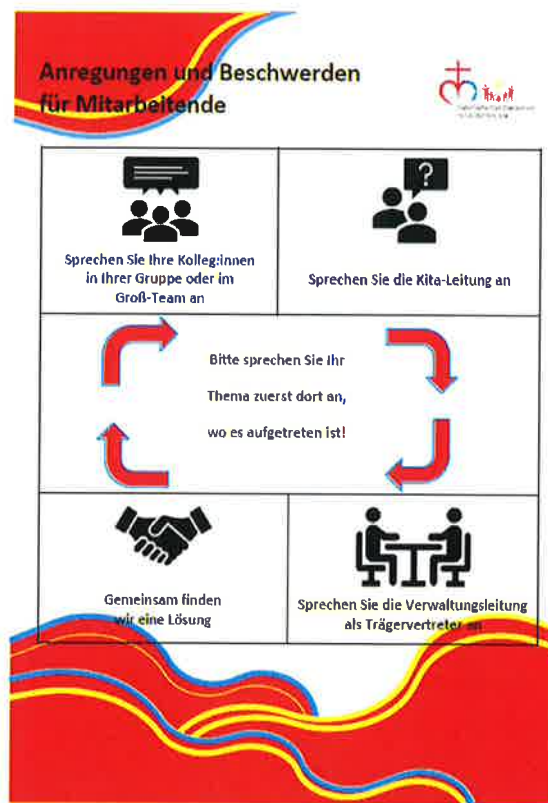 Anregungen und Beschwerden
für Mitarbeitende
?
Sprechen Sie Ihre Kolleg:innen
in Ihrer Gruppe oder im
Groß-Team an
Sprechen Sie die Kita-Leitung an
Bitte sprechen Sie Ihr
Thema zuerst dort an,
wo es aufgetreten ist!
Gemeinsam finden
wir eine Lösung
Sprechen Sie die Verwaltungsleitung
als Trägervertreter an